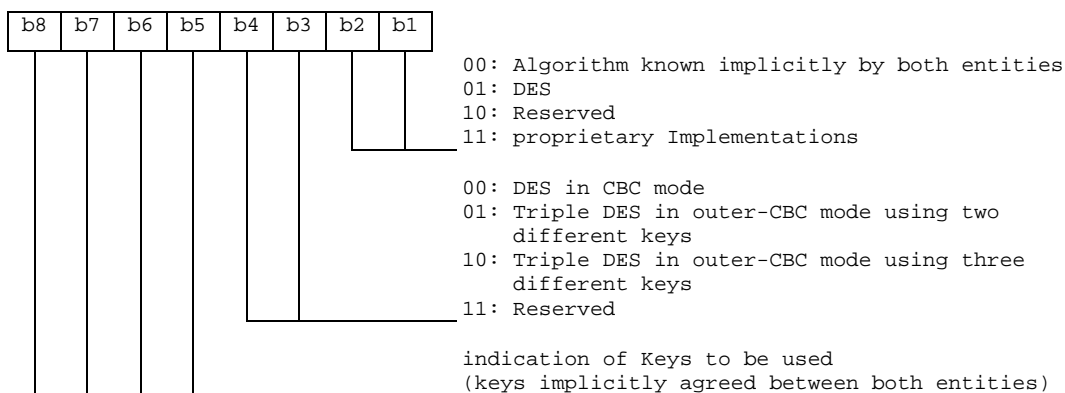 b8 b7 b6 b5 b4 b3 b2 b1
00: Algorithm known implicitly by both entities
01: DES
10: Reserved
11: proprietary Implementations
00: DES in CBC mode
01: Triple DES in outer-CBC mode using two
different keys
10: Triple DES in outer-CBC mode using three
different keys
11: Reserved
indication of Keys to be used
(keys implicitly agreed between both entities)